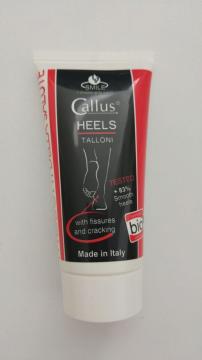 SMILE
Callus®
HEELS
TALLONI
TESTED
+ 93%
Smooth
heels
with fissures
and cracking
bio
Made in Italy